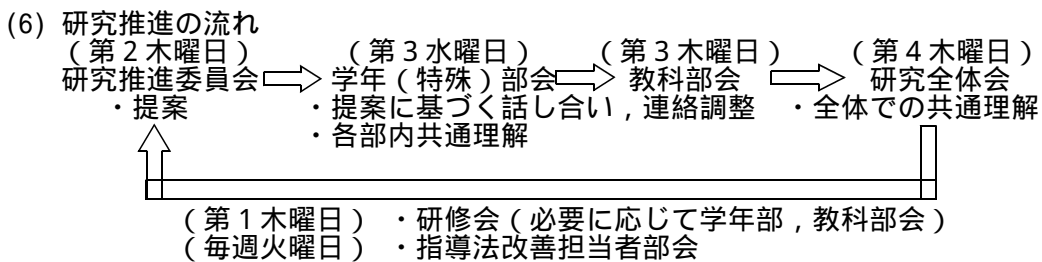 (6) 研究推進の流れ
（第２木曜日） （第３水曜日） （第３木曜日） （第４木曜日）
研究推進委員会 学年（特殊）部会 教科部会 研究全体会
・提案 ・提案に基づく話し合い，連絡調整 ・全体での共通理解
・各部内共通理解
（第１木曜日） ・研修会（必要に応じて学年部，教科部会）
（毎週火曜日） ・指導法改善担当者部会